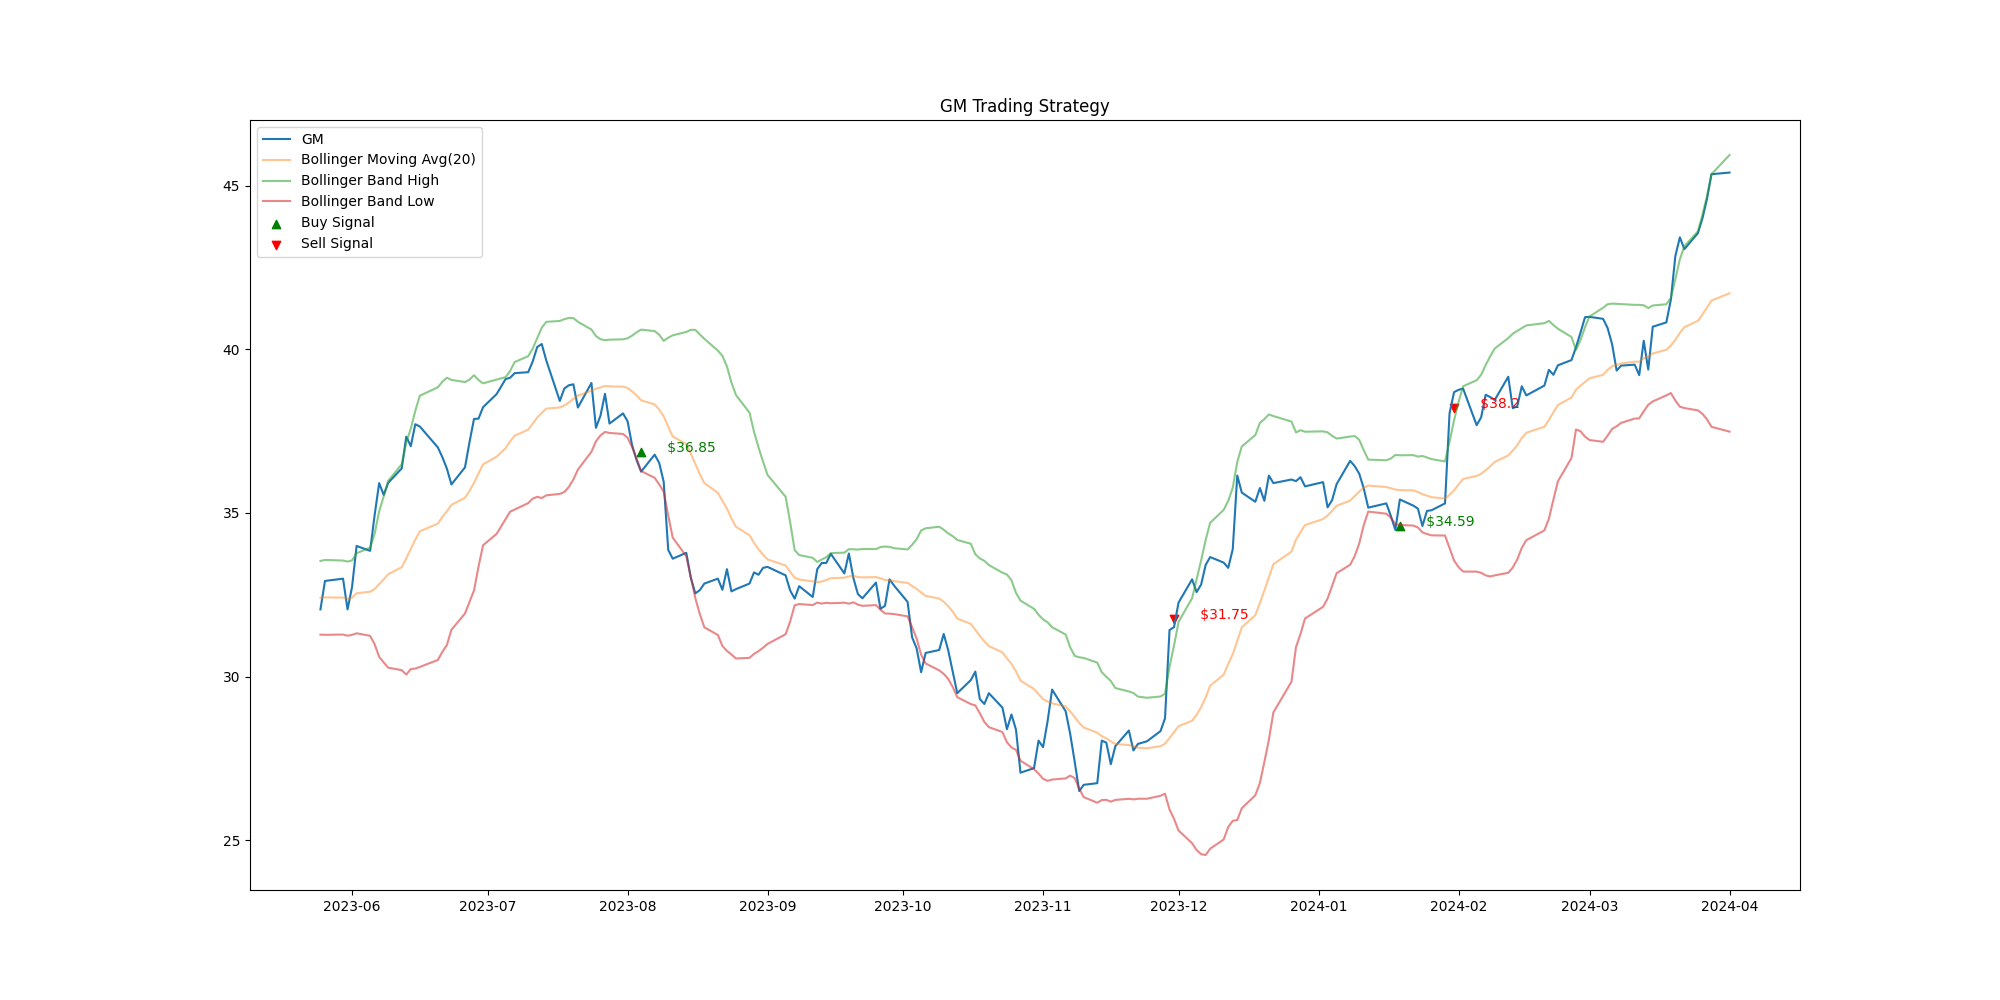 GM Trading Strategy
GM
Bollinger Moving Avg(20)
Bollinger Band High
Bollinger Band Low
Buy Signal
Sell Signal
45
40
35
30
25
$36.85
$31.75
$34.59
$38.2
2023-06 2023-07 2023-08 2023-09 2023-10 2023-11 2023-12 2024-01 2024-02 2024-03 2024-04